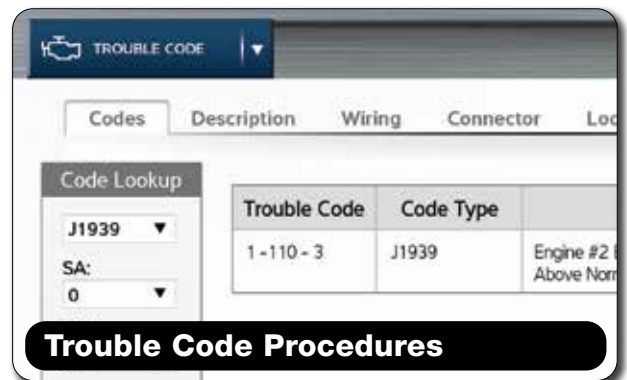 TROUBLE CODE
Codes Description Wiring Connector
Code Lookup
J1939
SA:
0
Trouble Code Code Type
1 - 110 - 3 J1939 Engine #2
Above
Trouble Code Procedures